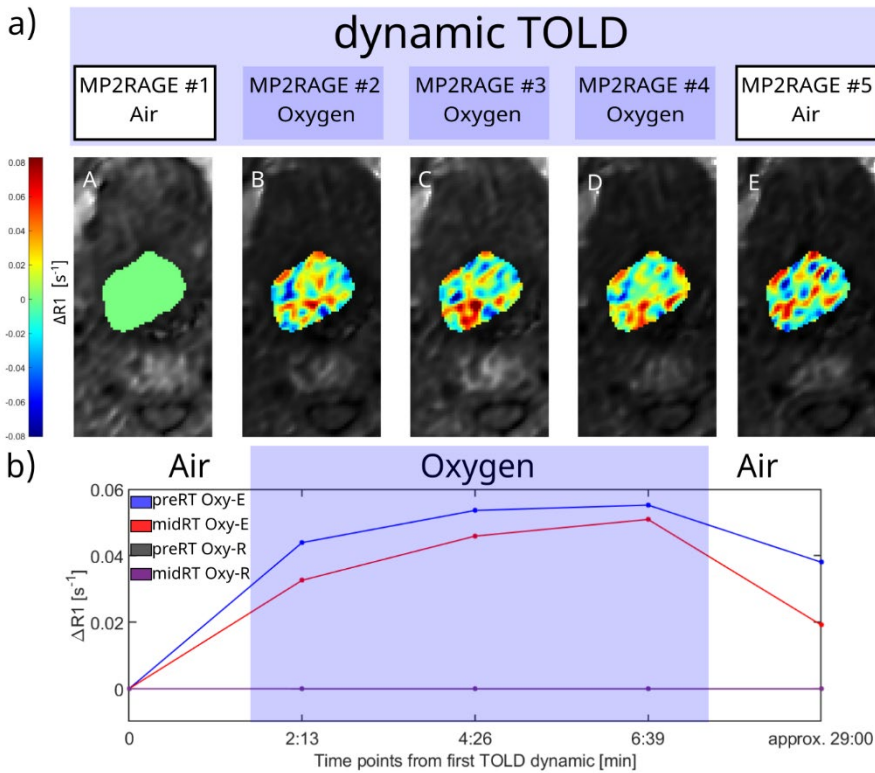 a)
dynamic TOLD
MP2RAGE #1
Air
MP2RAGE #2
Oxygen
MP2RAGE #3
Oxygen
MP2RAGE #4
Oxygen
MP2RAGE #5
Air
A
B
C
D
E
0.08
0.06
0.04
0.02
0
-0.02
-0.04
-0.06
-0.08
ΔR1 [s⁻¹]
b)
Air
Oxygen
Air
preRT Oxy-E
midRT Oxy-E
preRT Oxy-R
midRT Oxy-R
0.06
0.04
0.02
0
ΔR1 [s⁻¹]
0
2:13
4:26
6:39
approx. 29:00
Time points from first TOLD dynamic [min]